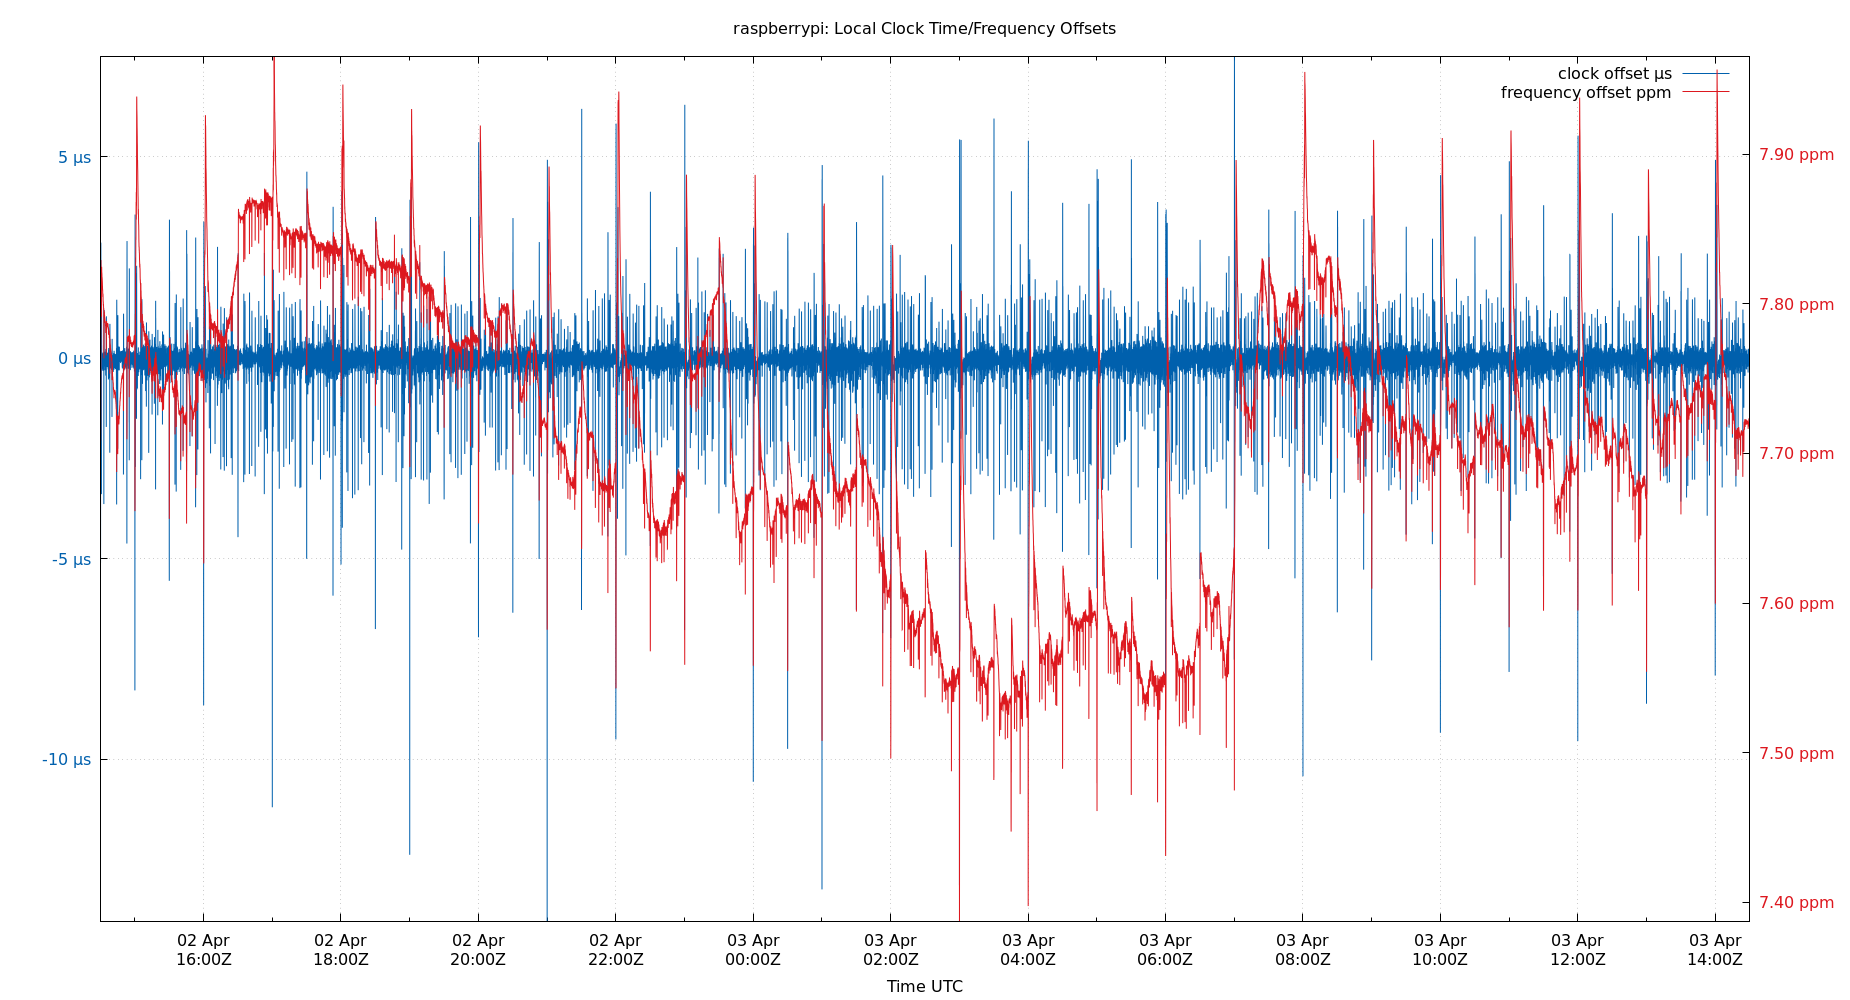 raspberrypi: Local Clock Time/Frequency Offsets
clock offset µs
frequency offset ppm
5 µs
0 µs
-5 µs
-10 µs
7.90 ppm
7.80 ppm
7.70 ppm
7.60 ppm
7.50 ppm
7.40 ppm
02 Apr 02 Apr 02 Apr 02 Apr 03 Apr 03 Apr 03 Apr 03 Apr 03 Apr 03 Apr 03 Apr 03 Apr
16:00Z 18:00Z 20:00Z 22:00Z 00:00Z 02:00Z 04:00Z 06:00Z 08:00Z 10:00Z 12:00Z 14:00Z
Time UTC